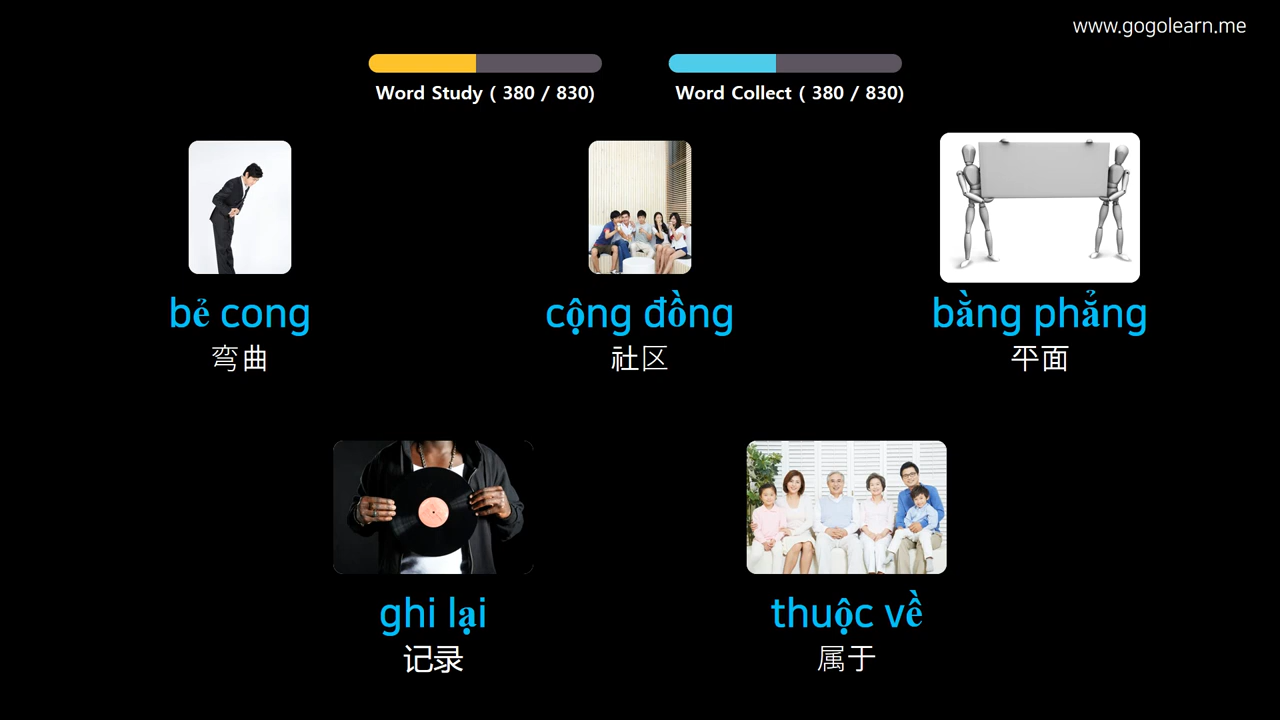 www.gogolearn.me
Word Study ( 380 / 830)
Word Collect ( 380 / 830)
bẻ cong
弯曲
cộng đồng
社区
bằng phẳng
平面
ghi lại
记录
thuộc về
属于